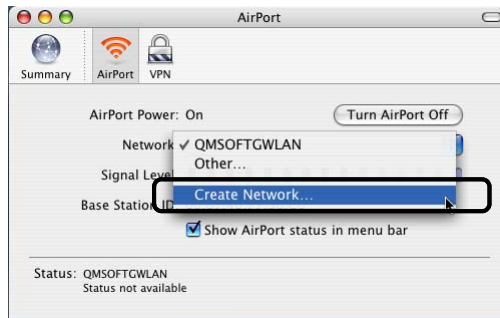 AirPort
Summary AirPort VPN
AirPort Power: On Turn AirPort Off
Network ✓ QMSOFTGWLAN
Other...
Signal Level
Create Network...
Base Station ID
Show AirPort status in menu bar
Status: QMSOFTGWLAN
Status not available